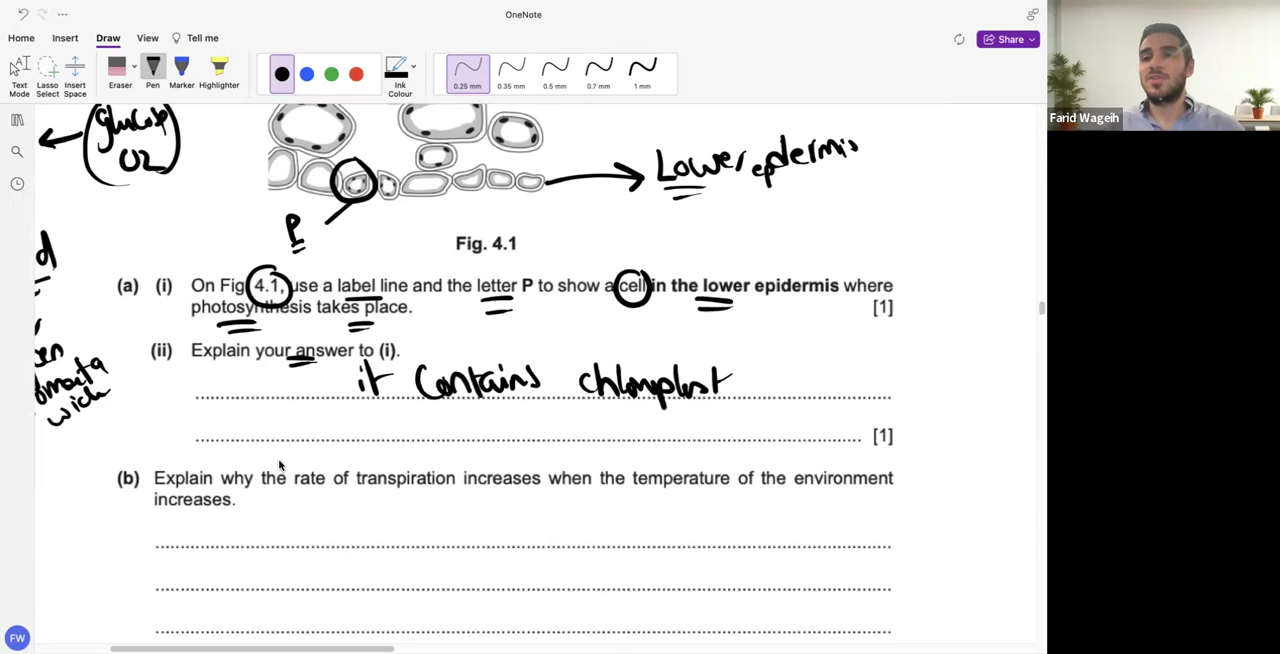 OneNote
Home Insert Draw View Tell me
Share
Text Mode
Lasso Select
Insert Space
Eraser
Pen
Marker
Highlighter
Ink Colour
0.25 mm
0.35 mm
0.5 mm
0.7 mm
1 mm
Farid Wageih
glucose
O2
Lower epidermis
P
Fig. 4.1
(a) (i) On Fig. 4.1, use a label line and the letter P to show a cell in the lower epidermis where
photosynthesis takes place. [1]
(ii) Explain your answer to (i).
it contains chloroplast
[1]
(b) Explain why the rate of transpiration increases when the temperature of the environment
increases.
FW
d
wide